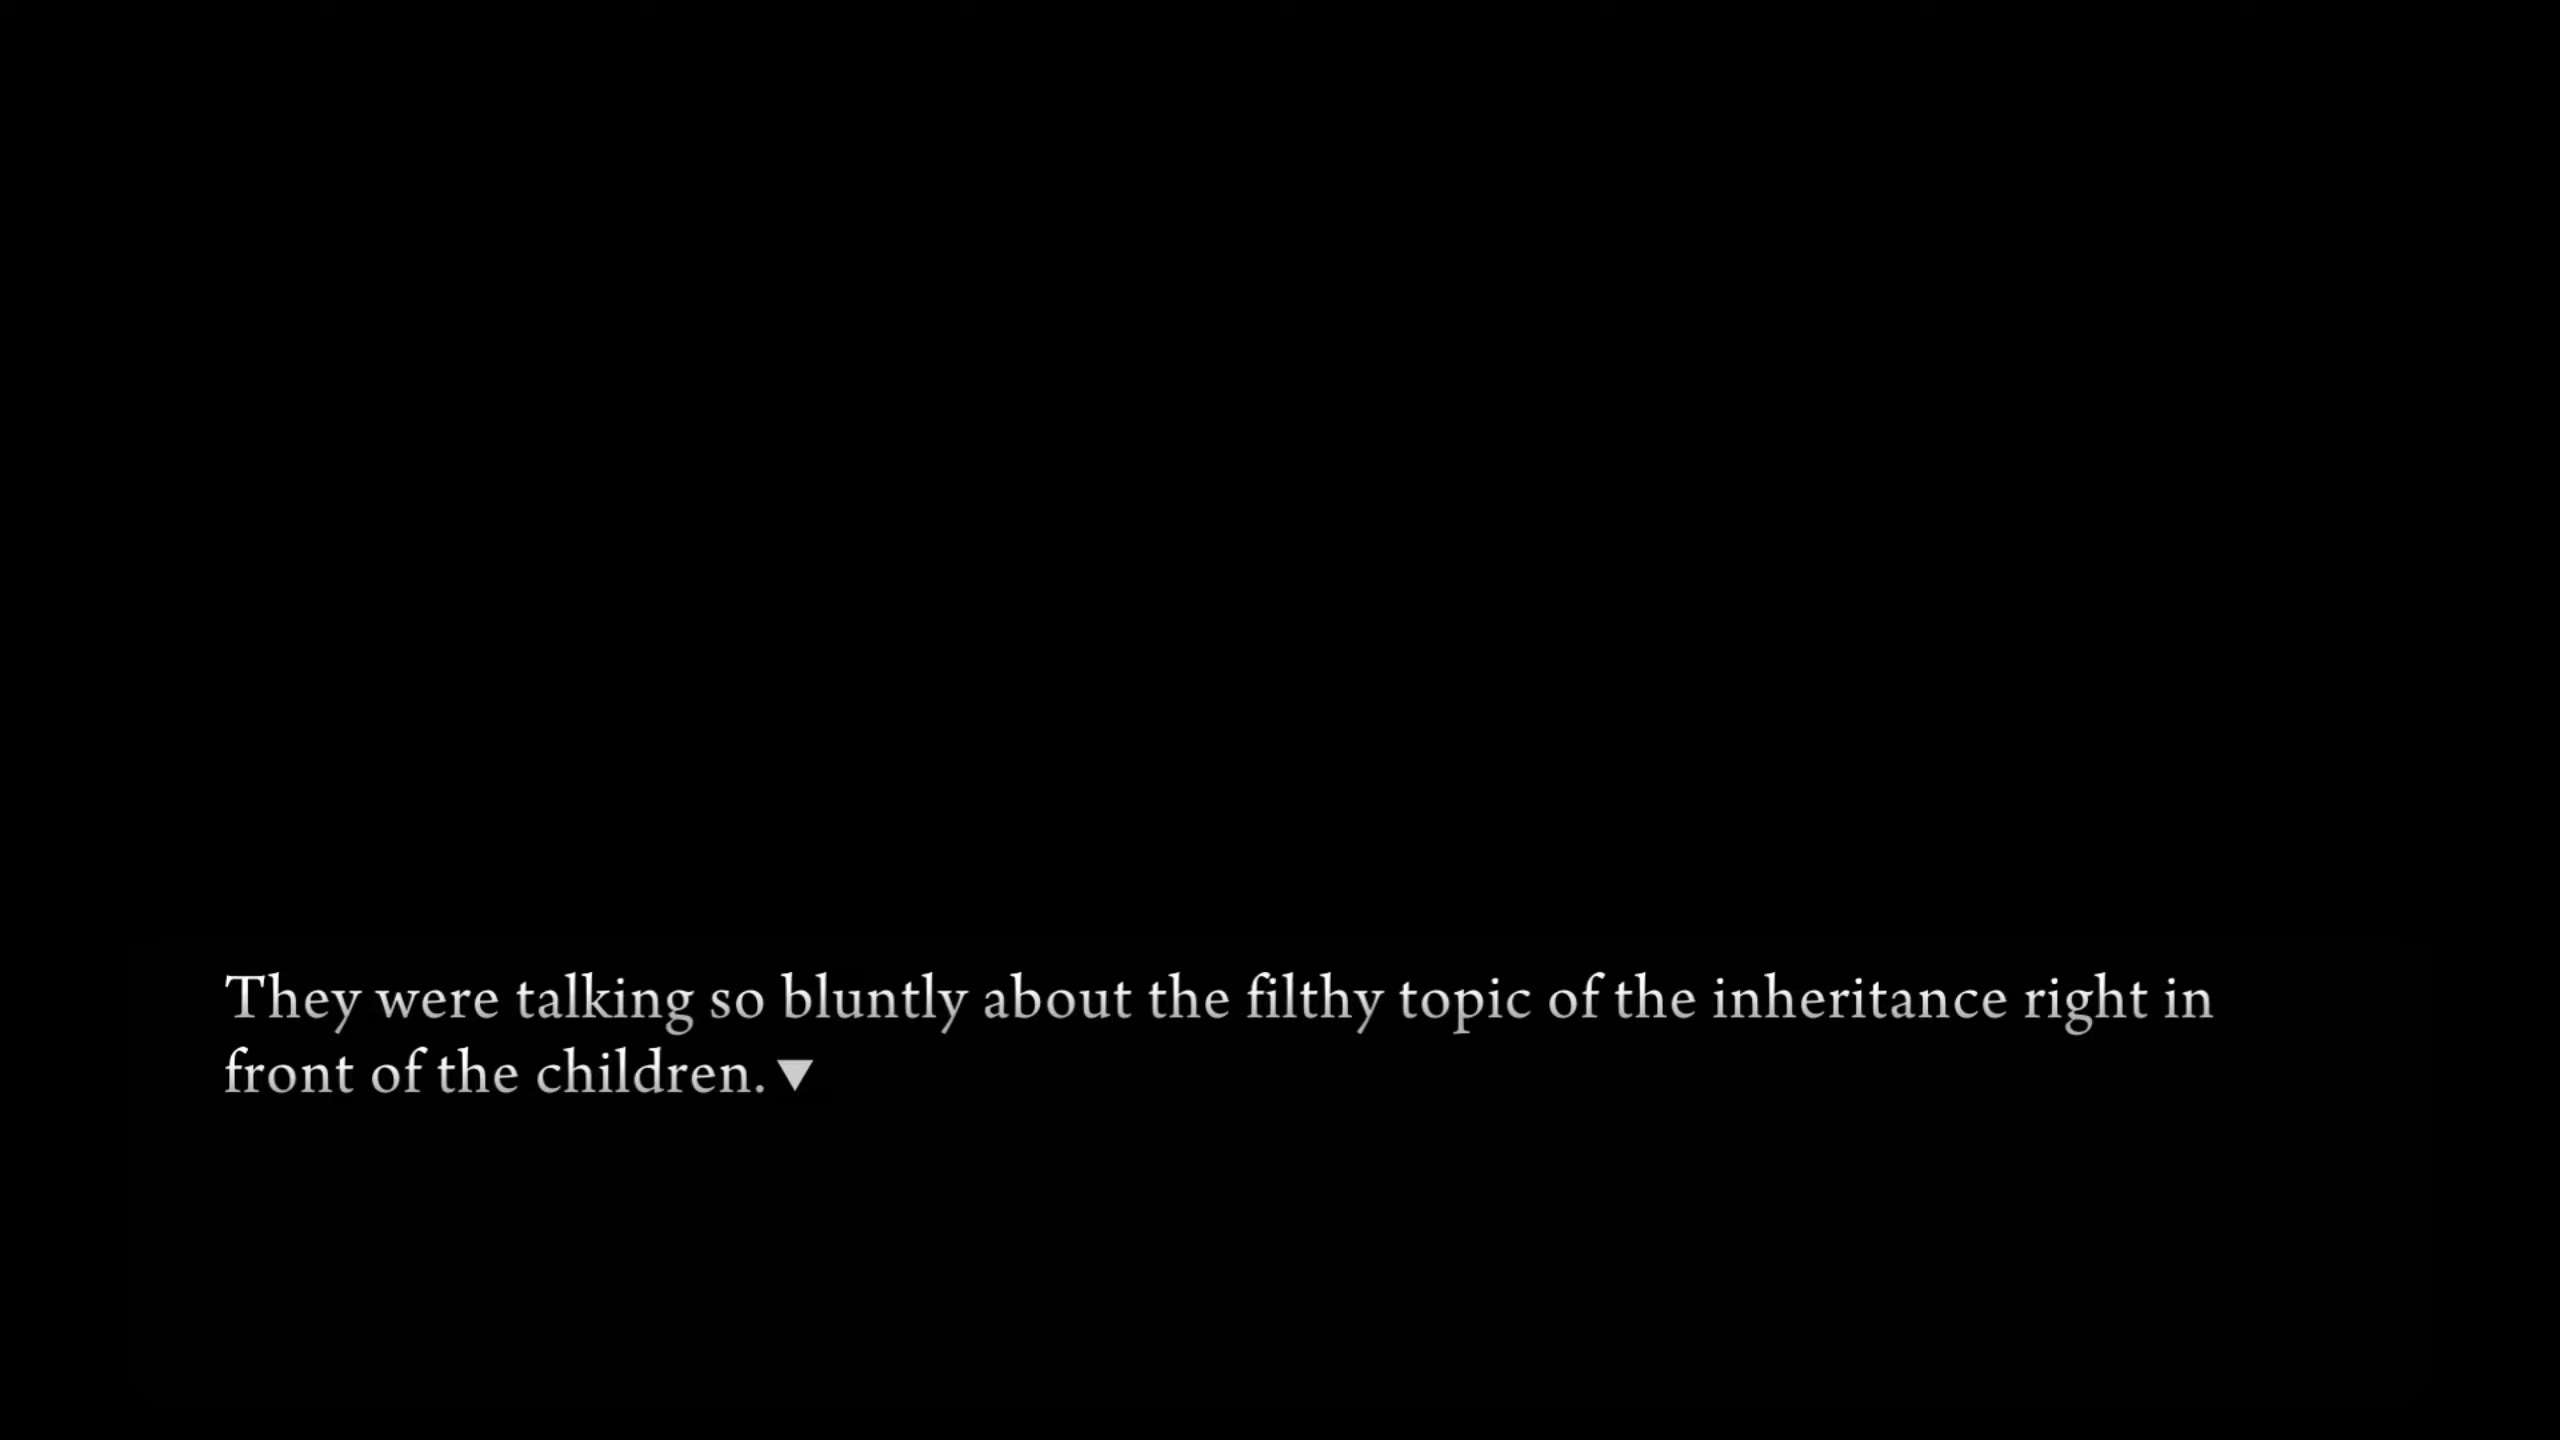 They were talking so bluntly about the filthy topic of the inheritance right in
front of the children.